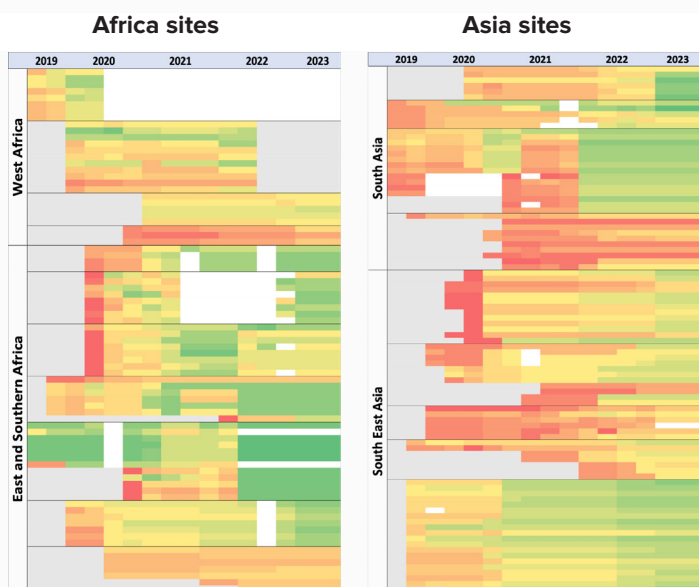 Africa sites
2019 2020 2021 2022 2023
West Africa
East and Southern Africa
Asia sites
2019 2020 2021 2022 2023
South Asia
South East Asia